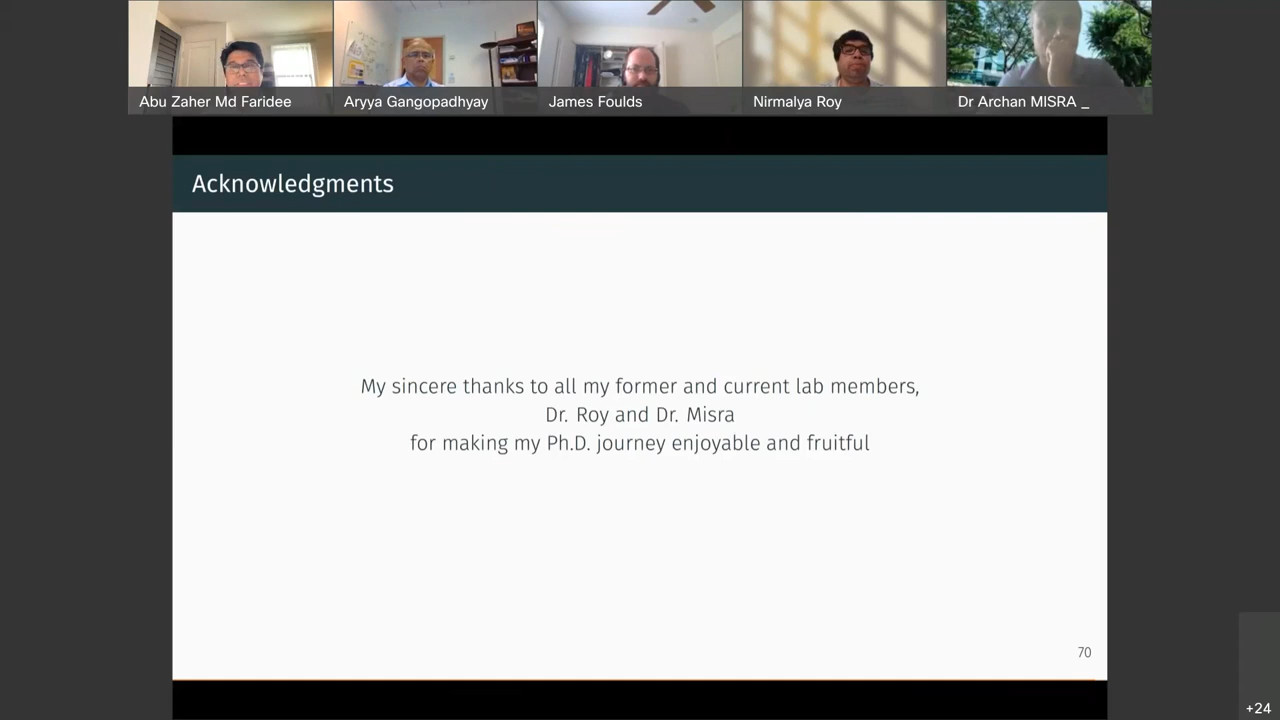 Abu Zaher Md Faridee
Aryya Gangopadhyay
James Foulds
Nirmalya Roy
Dr Archan MISRA _
Acknowledgments
My sincere thanks to all my former and current lab members,
Dr. Roy and Dr. Misra
for making my Ph.D. journey enjoyable and fruitful
70
+24